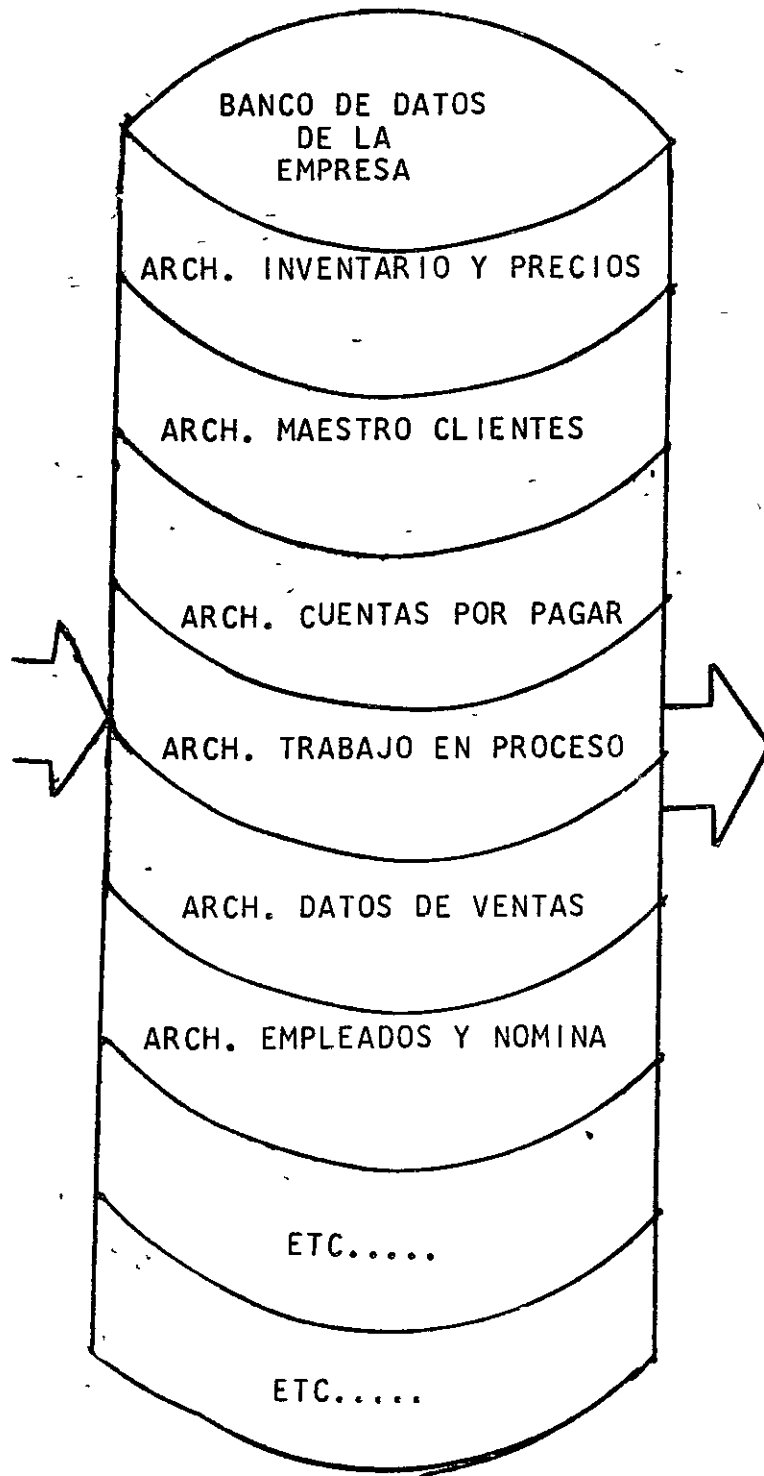 BANCO DE DATOS
DE LA
EMPRESA
ARCH. INVENTARIO Y PRECIOS
ARCH. MAESTRO CLIENTES
ARCH. CUENTAS POR PAGAR
ARCH. TRABAJO EN PROCESO
ARCH. DATOS DE VENTAS
ARCH. EMPLEADOS Y NOMINA
ETC.....
ETC.....